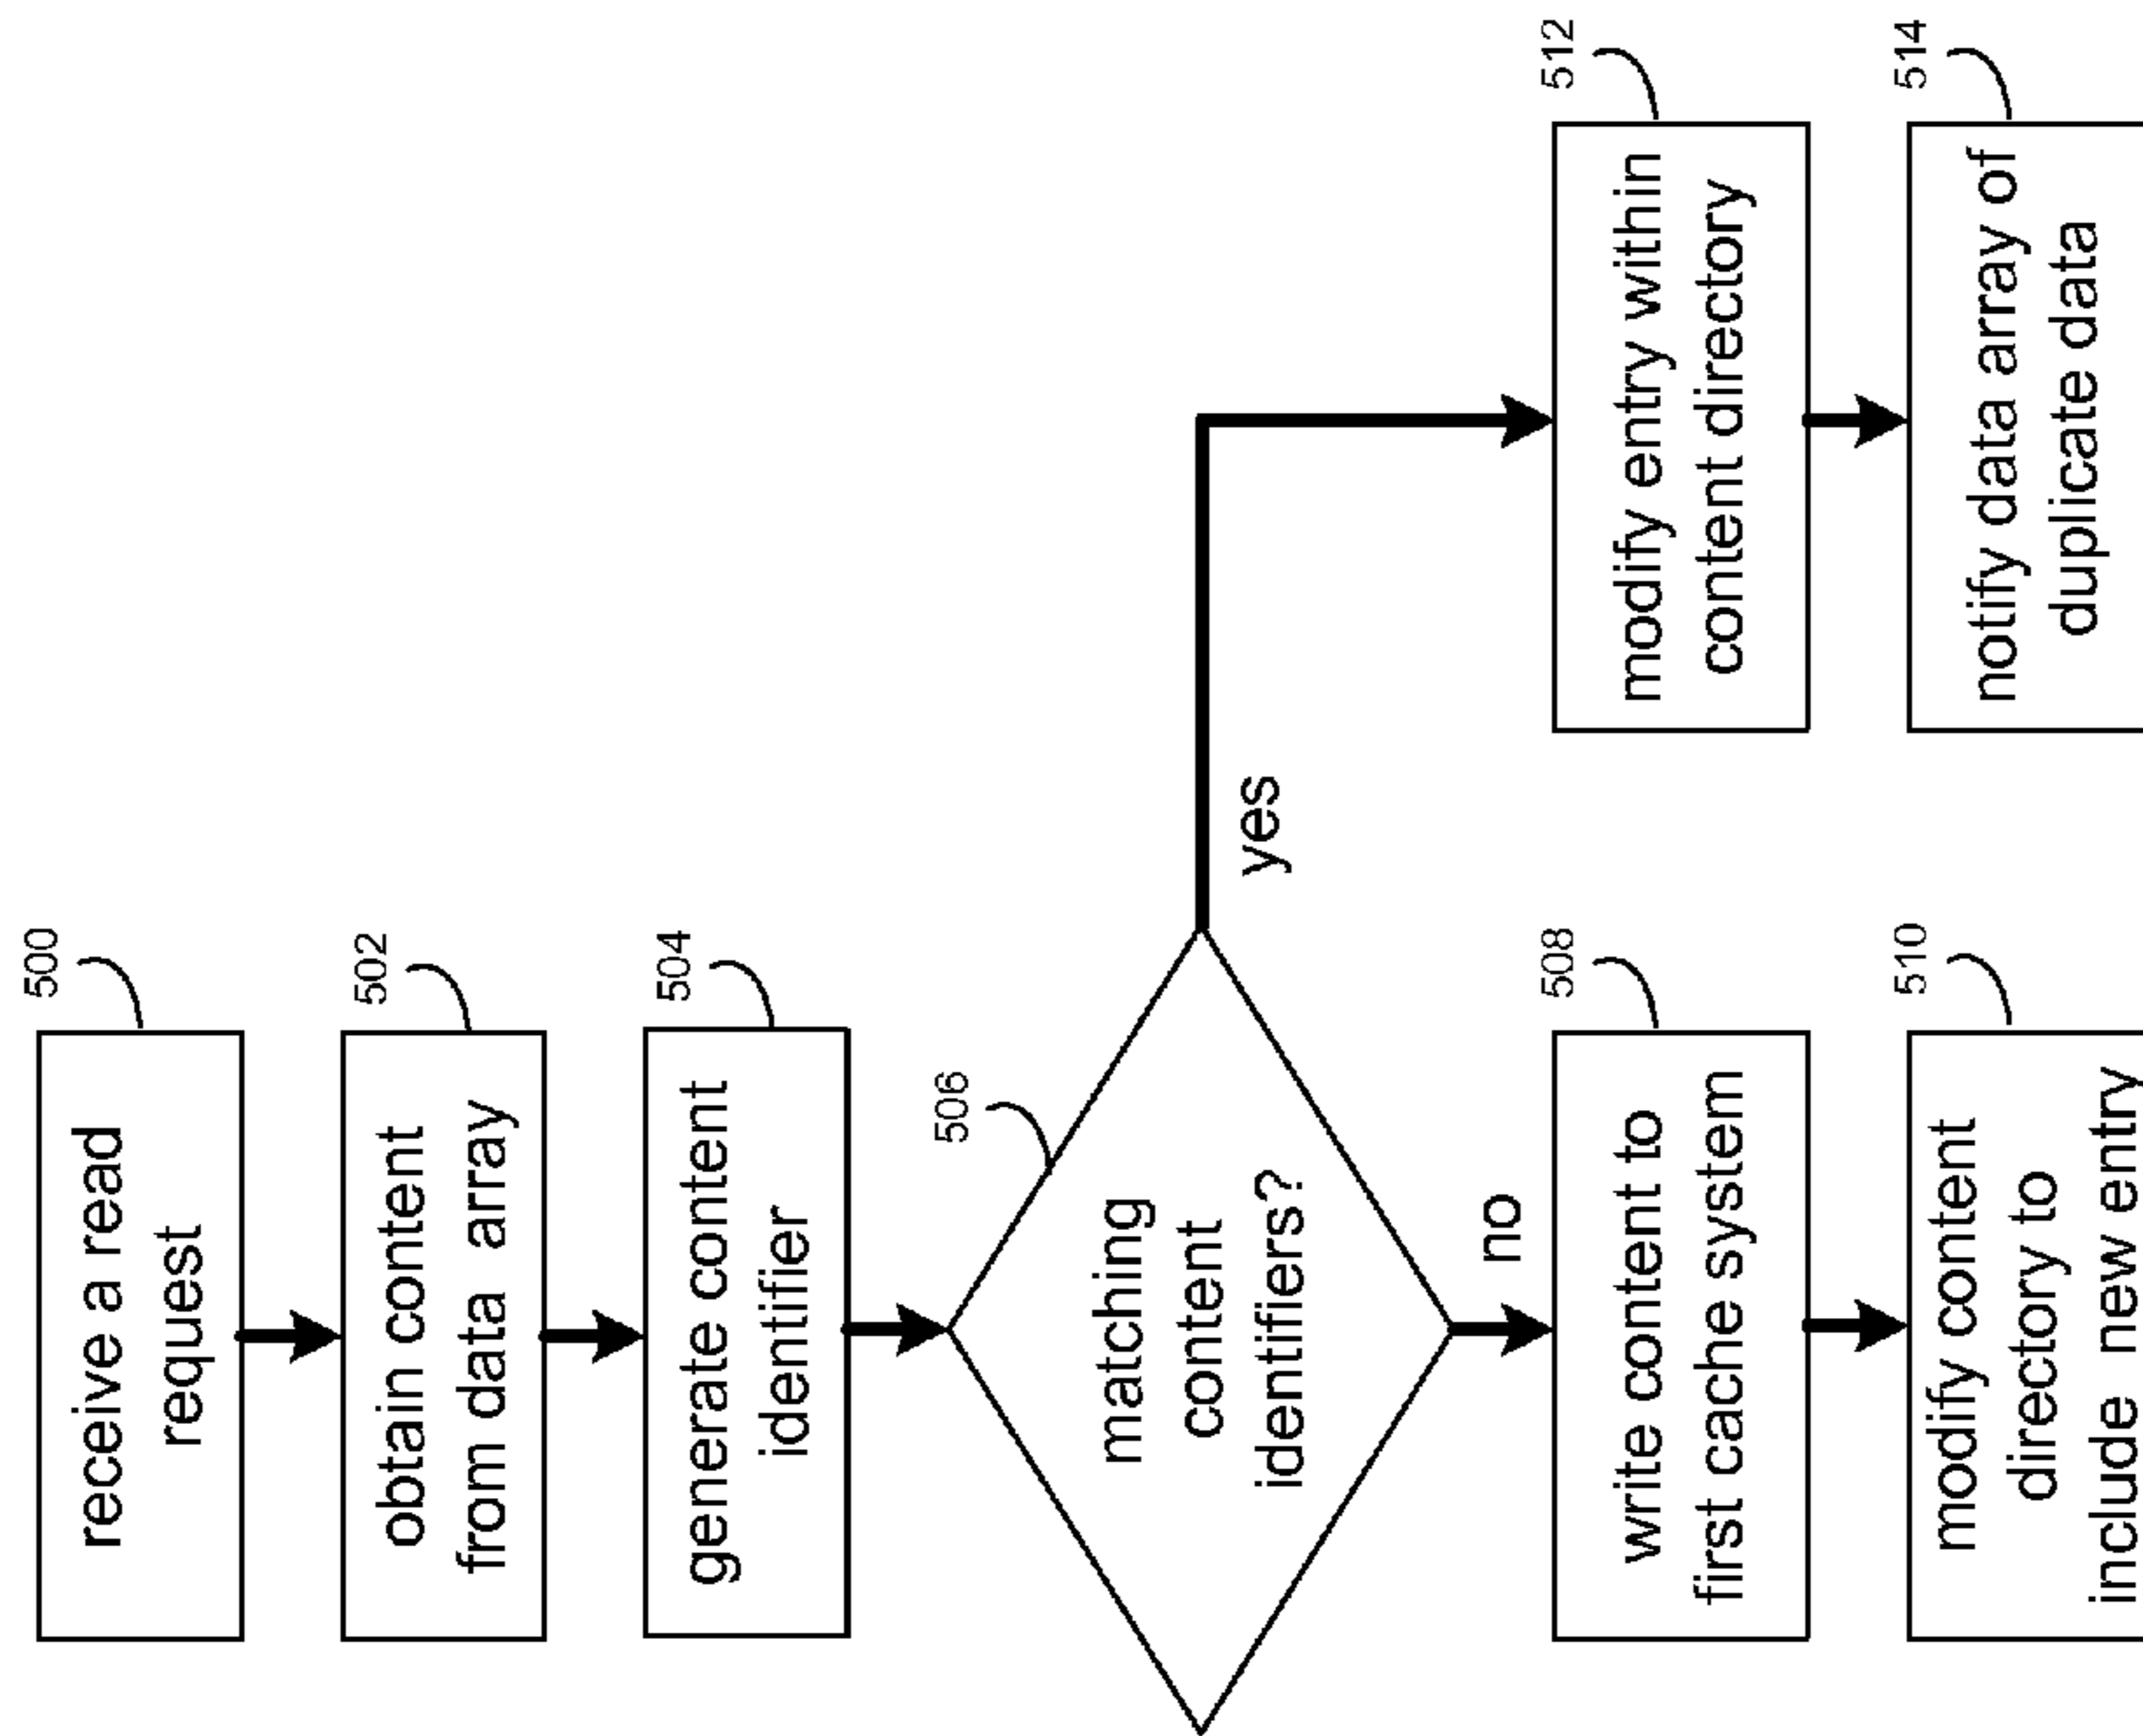 500
receive a read
request
502
obtain content
from data array
504
generate content
identifier
506
matching
content
identifiers?
yes
no
508
write content to
first cache system
510
modify content
directory to
include new entry
512
modify entry within
content directory
514
notify data array of
duplicate data